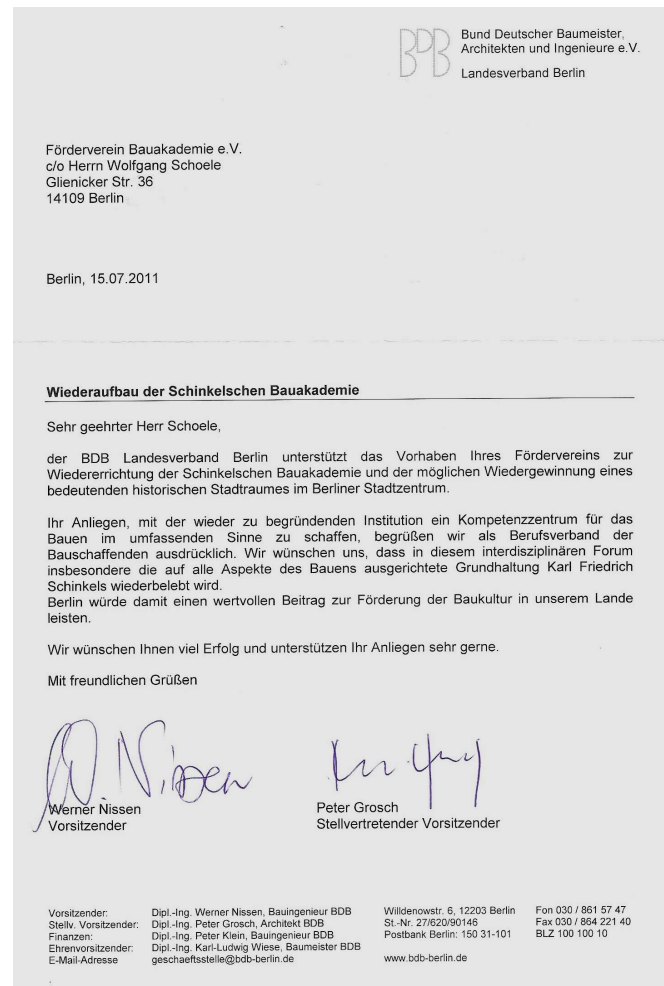 BDB
Bund Deutscher Baumeister,
Architekten und Ingenieure e.V.
Landesverband Berlin
Förderverein Bauakademie e.V.
c/o Herrn Wolfgang Schoele
Glienicker Str. 36
14109 Berlin
Berlin, 15.07.2011
Wiederaufbau der Schinkelschen Bauakademie
Sehr geehrter Herr Schoele,
der BDB Landesverband Berlin unterstützt das Vorhaben Ihres Fördervereins zur
Wiedererrichtung der Schinkelschen Bauakademie und der möglichen Wiedergewinnung eines
bedeutenden historischen Stadtraumes im Berliner Stadtzentrum.
Ihr Anliegen, mit der wieder zu begründenden Institution ein Kompetenzzentrum für das
Bauen im umfassenden Sinne zu schaffen, begrüßen wir als Berufsverband der
Bauschaffenden ausdrücklich. Wir wünschen uns, dass in diesem interdisziplinären Forum
insbesondere die auf alle Aspekte des Bauens ausgerichtete Grundhaltung Karl Friedrich
Schinkels wiederbelebt wird.
Berlin würde damit einen wertvollen Beitrag zur Förderung der Baukultur in unserem Lande
leisten.
Wir wünschen Ihnen viel Erfolg und unterstützen Ihr Anliegen sehr gerne.
Mit freundlichen Grüßen
W. Nissen
Werner Nissen
Vorsitzender
Peter Grosch
Stellvertretender Vorsitzender
Vorsitzender: Dipl.-Ing. Werner Nissen, Bauingenieur BDB
Stellv. Vorsitzender: Dipl.-Ing. Peter Grosch, Architekt BDB
Finanzen: Dipl.-Ing. Peter Klein, Bauingenieur BDB
Ehrenvorsitzender: Dipl.-Ing. Karl-Ludwig Wiese, Baumeister BDB
E-Mail-Adresse geschaeftsstelle@bdb-berlin.de
Willdenowstr. 6, 12203 Berlin
St.-Nr. 27/620/90146
Postbank Berlin: 150 31-101
www.bdb-berlin.de
Fon 030 / 861 57 47
Fax 030 / 864 221 40
BLZ 100 100 10